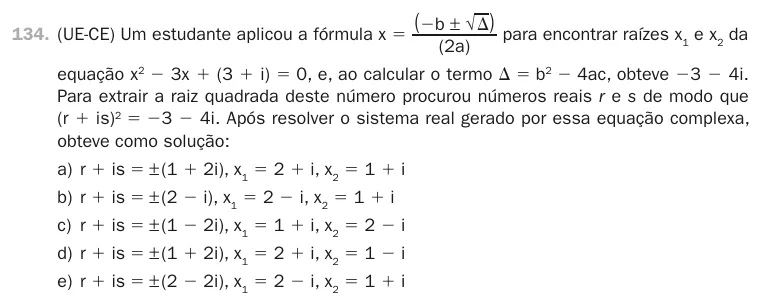 134. (UE-CE) Um estudante aplicou a fórmula x = (−b ± √Δ) / (2a) para encontrar raízes x₁ e x₂ da
equação x² − 3x + (3 + i) = 0, e, ao calcular o termo Δ = b² − 4ac, obteve −3 − 4i.
Para extrair a raiz quadrada deste número procurou números reais r e s de modo que
(r + is)² = −3 − 4i. Após resolver o sistema real gerado por essa equação complexa,
obteve como solução:
a) r + is = ±(1 + 2i), x₁ = 2 + i, x₂ = 1 + i
b) r + is = ±(2 − i), x₁ = 2 − i, x₂ = 1 + i
c) r + is = ±(1 − 2i), x₁ = 1 + i, x₂ = 2 − i
d) r + is = ±(1 + 2i), x₁ = 2 + i, x₂ = 1 − i
e) r + is = ±(2 − 2i), x₁ = 2 − i, x₂ = 1 + i